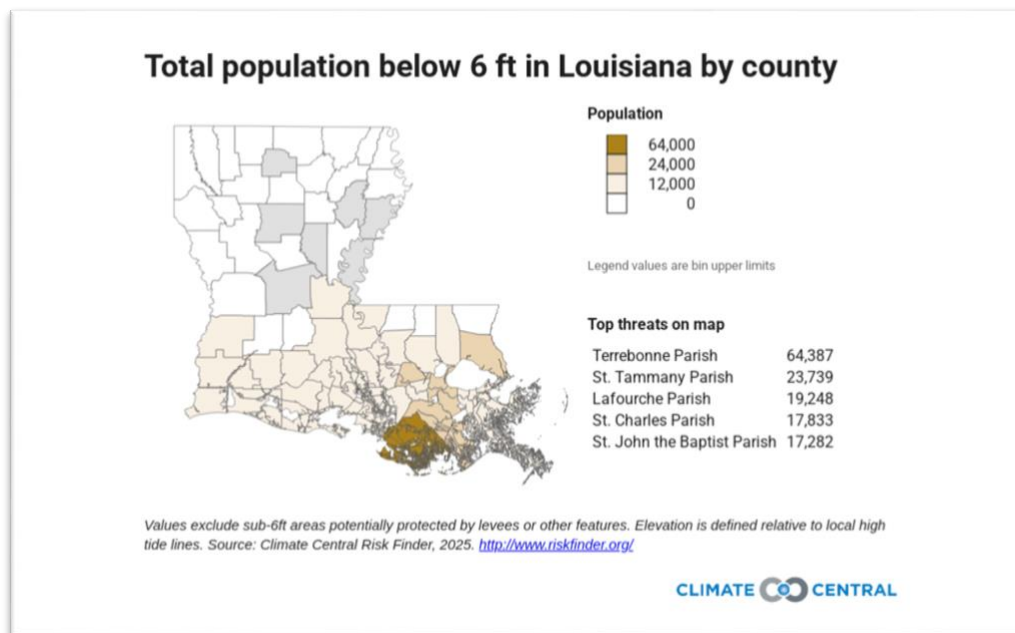 Total population below 6 ft in Louisiana by county
Population
64,000
24,000
12,000
0
Legend values are bin upper limits
Top threats on map
Terrebonne Parish 64,387
St. Tammany Parish 23,739
Lafourche Parish 19,248
St. Charles Parish 17,833
St. John the Baptist Parish 17,282
Values exclude sub-6ft areas potentially protected by levees or other features. Elevation is defined relative to local high
tide lines. Source: Climate Central Risk Finder, 2025. http://www.riskfinder.org/
CLIMATE CENTRAL